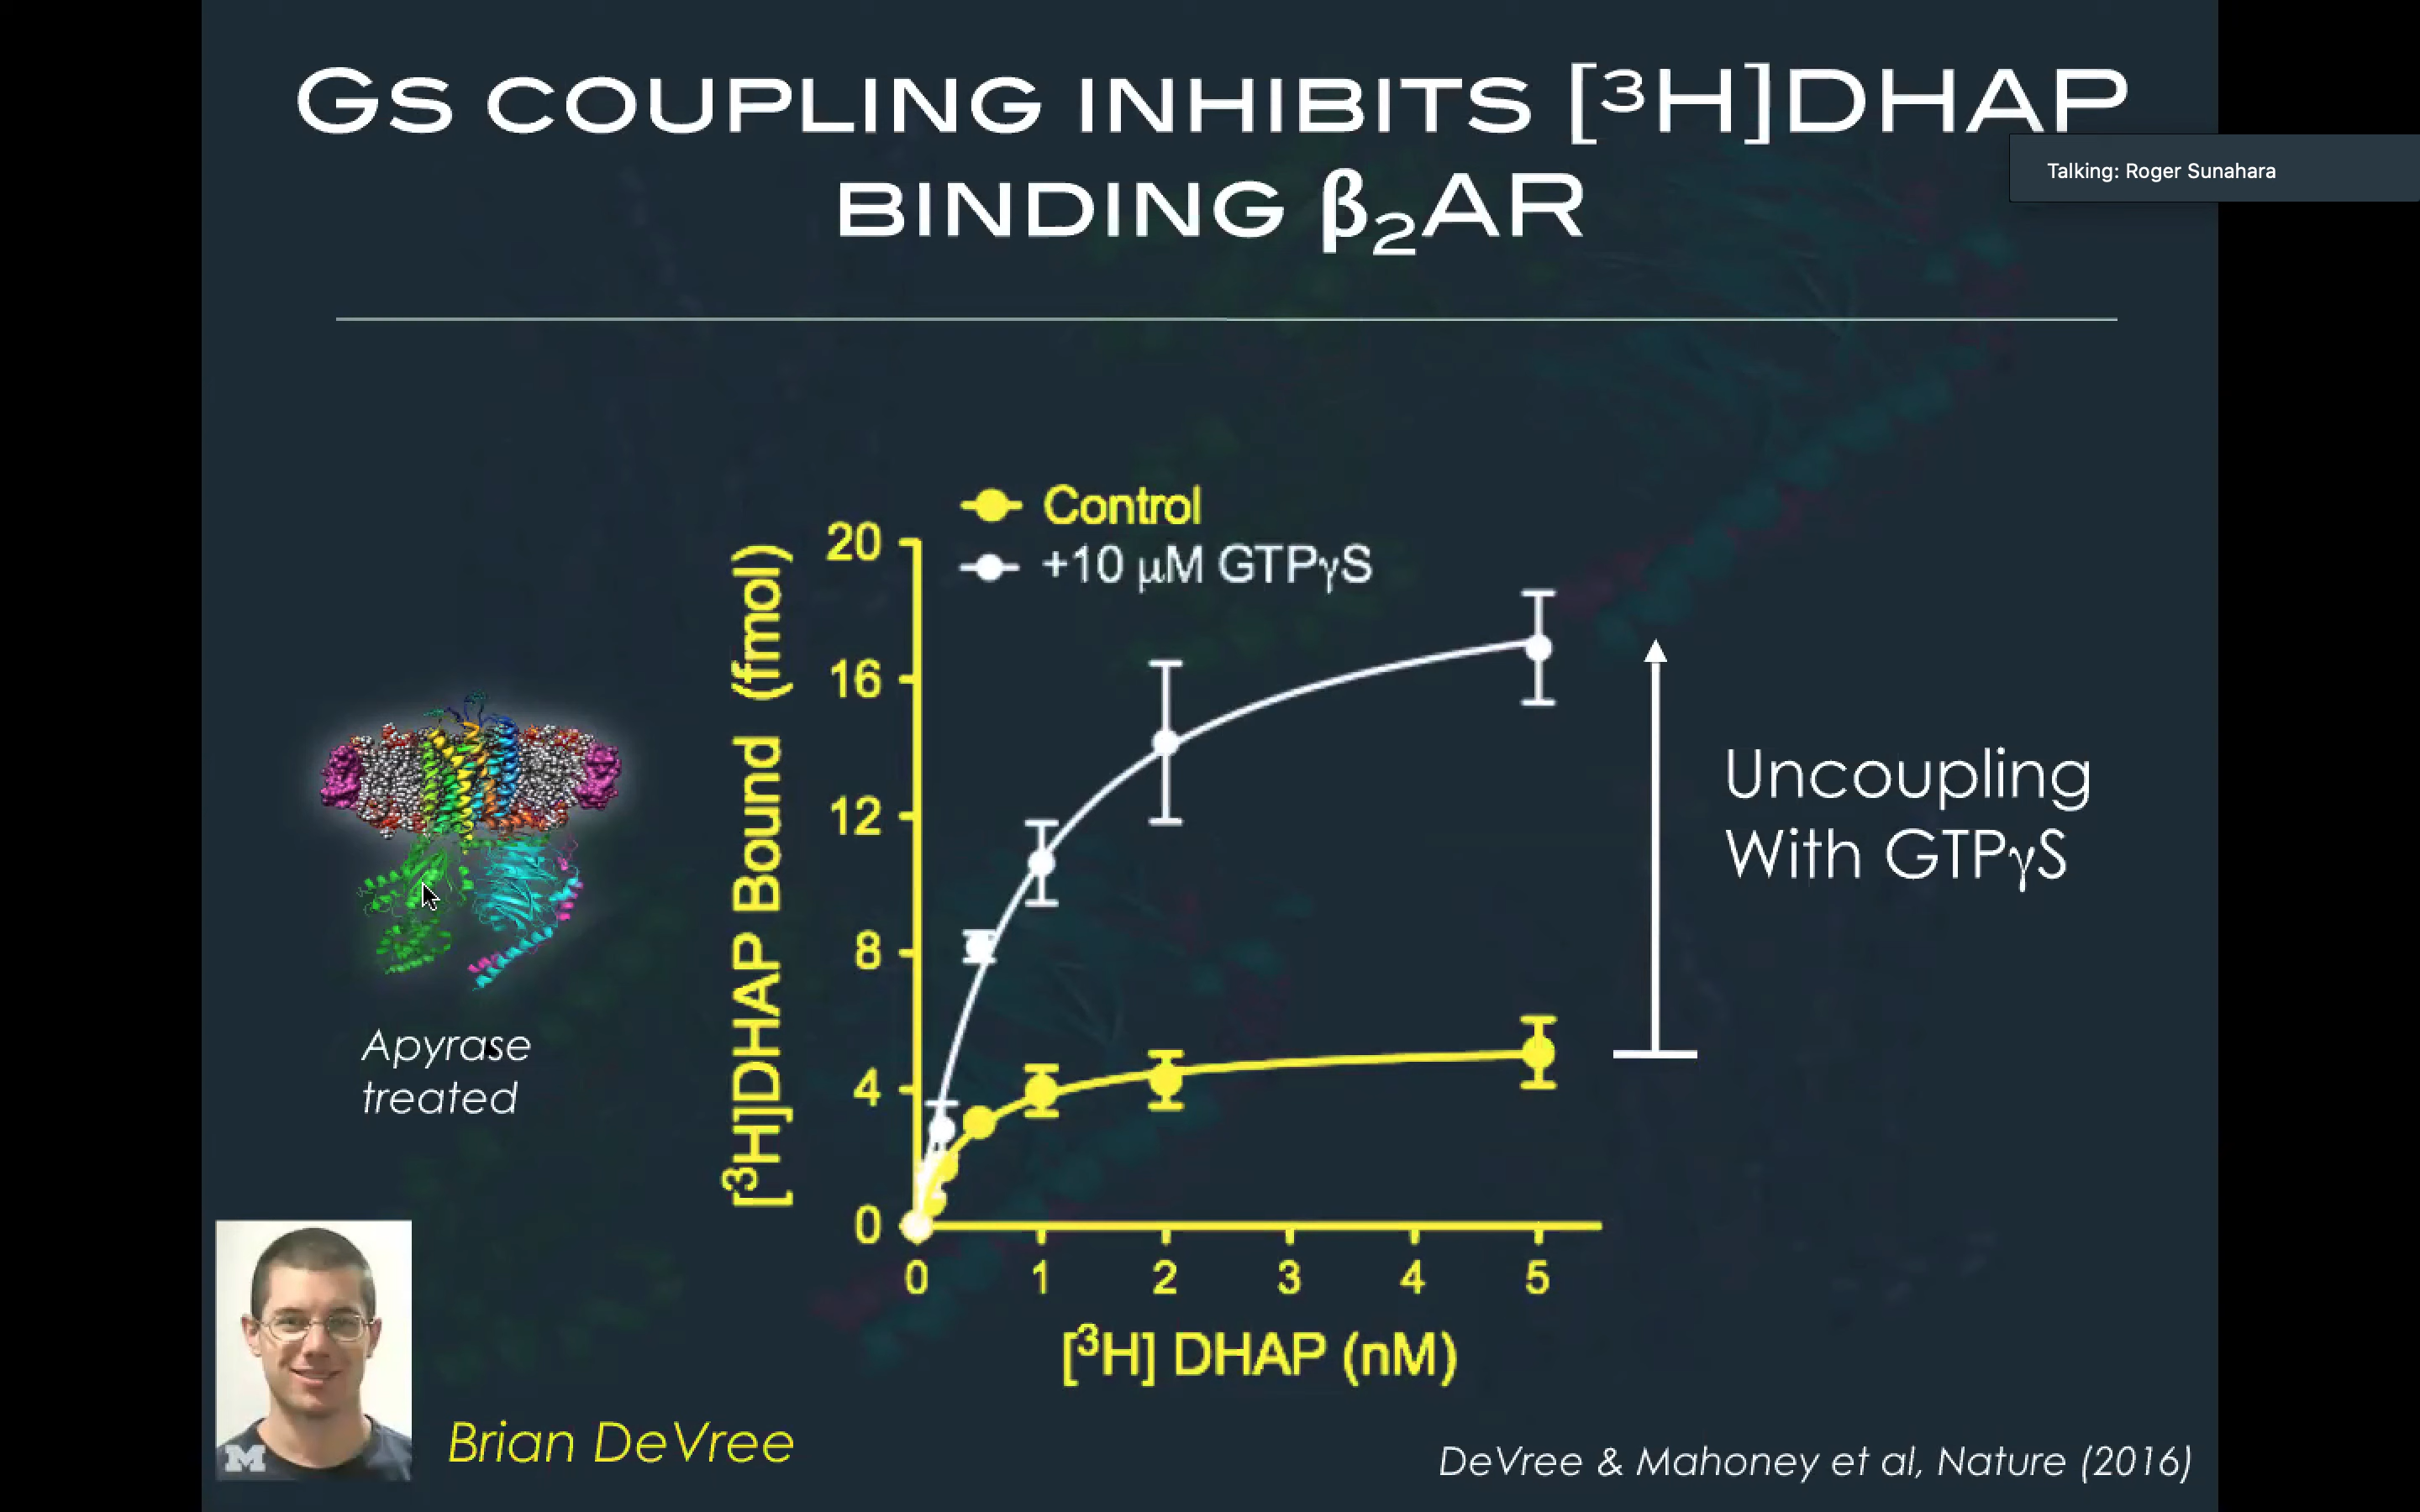 GS COUPLING INHIBITS [³H]DHAP
BINDING β₂AR
Talking: Roger Sunahara
Control
+10 μM GTPγS
[³H]DHAP Bound (fmol)
20
16
12
8
4
0
0 1 2 3 4 5
[³H] DHAP (nM)
Uncoupling
With GTPγS
Apyrase
treated
M
Brian DeVree
DeVree & Mahoney et al, Nature (2016)